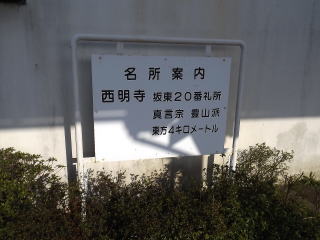 名所案内
西明寺 坂東20番礼所
真言宗 豊山派
東方4キロメートル